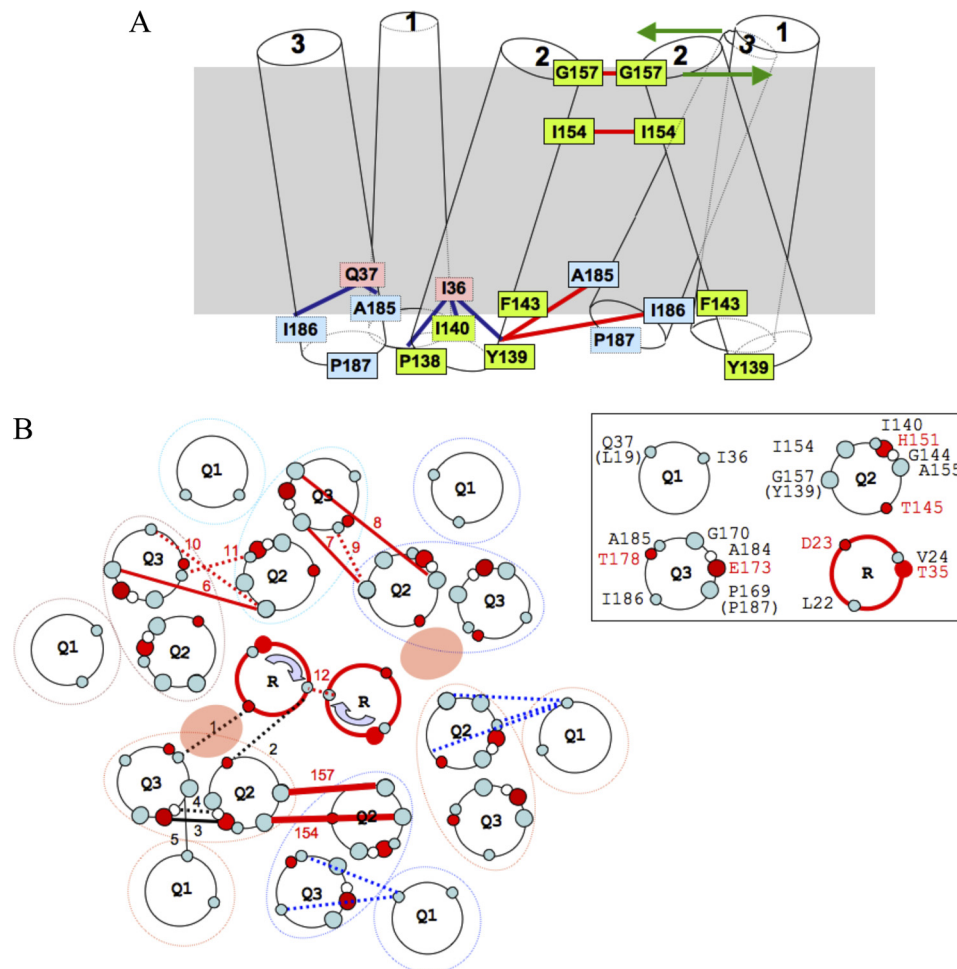 A
3
1
2
2
3
1
G157
G157
I154
I154
Q37
I36
A185
F143
F143
I186
A185
I140
I186
P187
P187
P138
Y139
Y139
B
Q1
Q3
Q1
8
10
7
9
11
Q3
6
Q2
Q2
Q3
Q1
Q2
R
12
R
1
2
Q3
Q2
157
4
3
154
Q2
5
Q1
Q3
Q1
Q2
Q1
Q3
Q37
(L19)
I36
Q1
I140
I154
H151
G144
A155
G157
(Y139)
Q2
T145
A185
G170
T178
A184
E173
Q3
I186
P169
(P187)
D23
V24
T35
R
L22